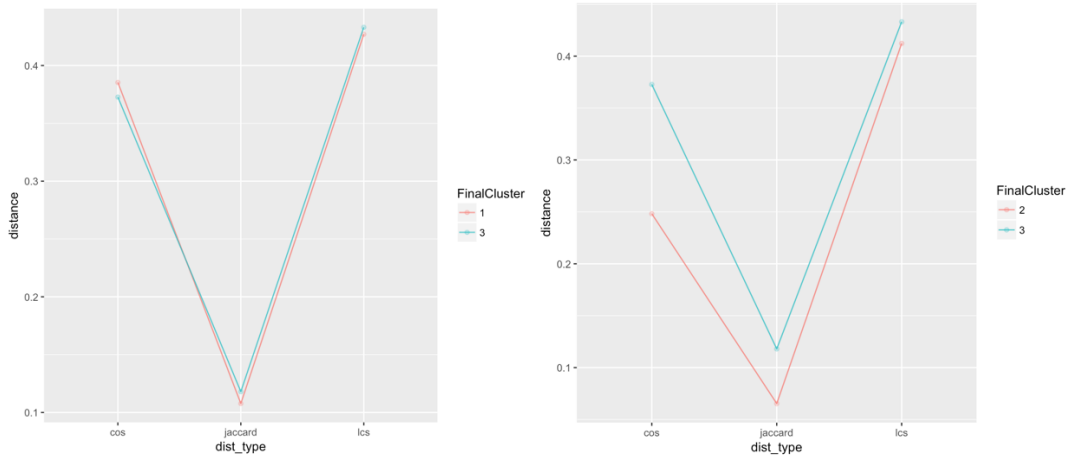 0.4
0.3
0.2
0.1
distance
cos jaccard lcs
dist_type
FinalCluster
1
3
0.4
0.3
0.2
0.1
distance
cos jaccard lcs
dist_type
FinalCluster
2
3